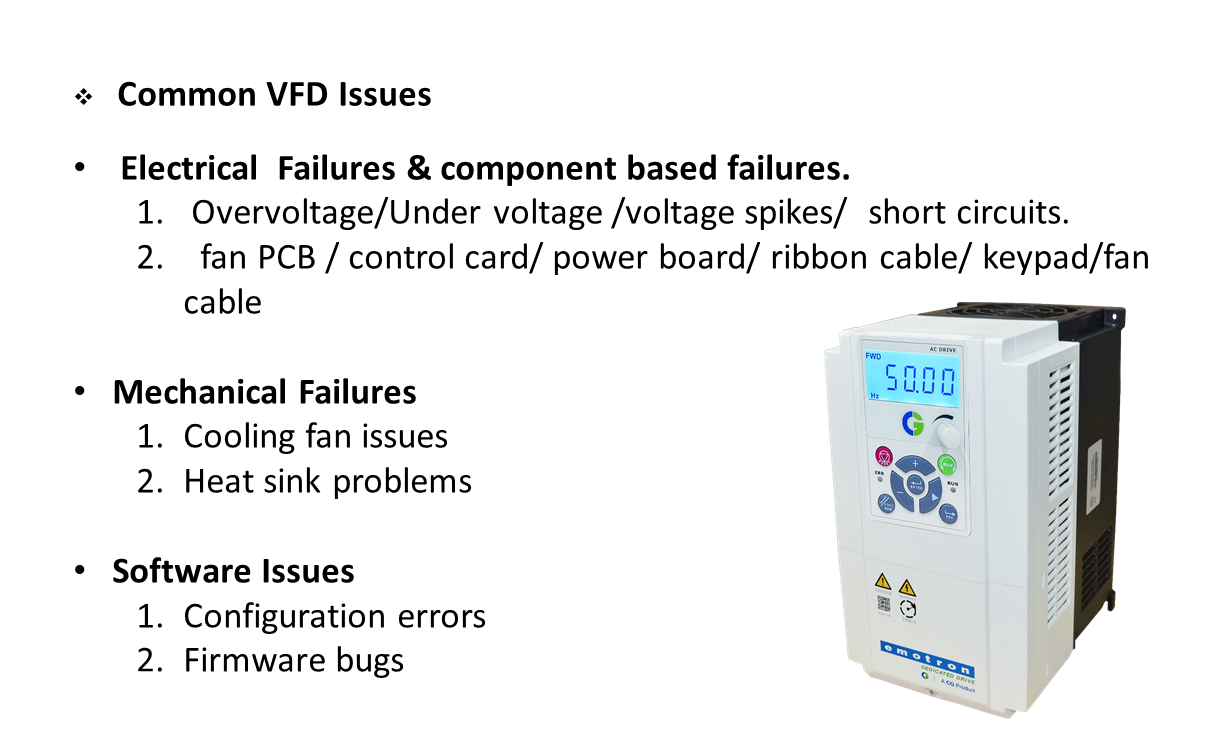 ❖ Common VFD Issues
• Electrical Failures & component based failures.
1. Overvoltage/Under voltage /voltage spikes/ short circuits.
2. fan PCB / control card/ power board/ ribbon cable/ keypad/fan
cable
• Mechanical Failures
1. Cooling fan issues
2. Heat sink problems
• Software Issues
1. Configuration errors
2. Firmware bugs
AC DRIVE
FWD
50.00
Hz
RUN
ERR
RUN
ENTER
emotron
DEDICATED DRIVE
A CG Product